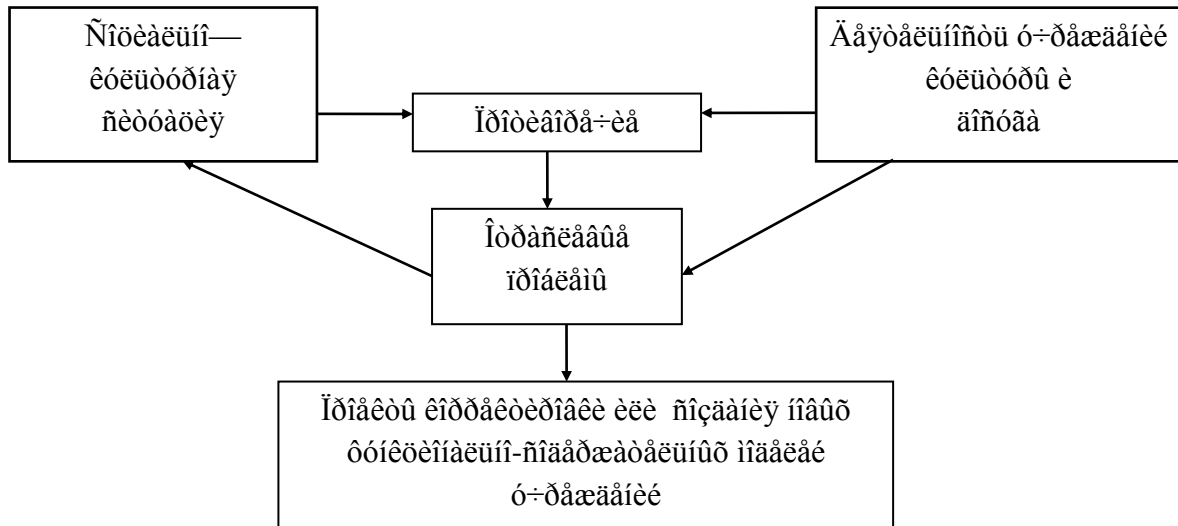 Ñîöèàëüíî—
êóëüòóðíàÿ
ñèòóàöèÿ
Äåÿòåëüíîñòü ó÷ðåæäåíèé
êóëüòóðû è
äîñóãà
Ïðîòèâîðå÷èå
Îòðàñëåâûå
ïðîáëåìû
Ïðîåêòû êîððåêòèðîâêè èëè ñîçäàíèÿ íîâûõ
ôóíêöèîíàëüíî-ñîäåðæàòåëüíûõ ìîäåëåé
ó÷ðåæäåíèé